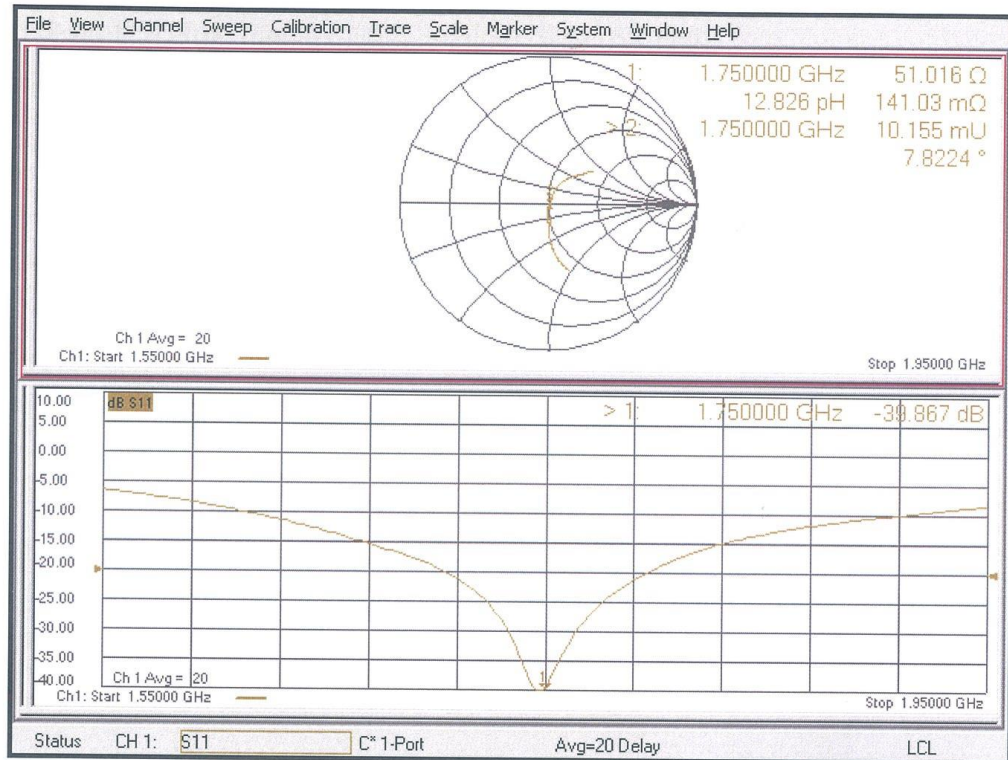 File View Channel Sweep Calibration Trace Scale Marker System Window Help
1: 1.750000 GHz 51.016 Ω
12.826 pH 141.03 mΩ
> 2: 1.750000 GHz 10.155 mU
7.8224 °
Ch 1 Avg = 20
Ch1: Start 1.55000 GHz
Stop 1.95000 GHz
10.00
dB S11
> 1: 1.750000 GHz -39.867 dB
5.00
0.00
-5.00
-10.00
-15.00
-20.00
-25.00
-30.00
-35.00
-40.00
1
Ch 1 Avg = 20
Ch1: Start 1.55000 GHz
Stop 1.95000 GHz
Status CH 1: S11 C* 1-Port Avg=20 Delay LCL